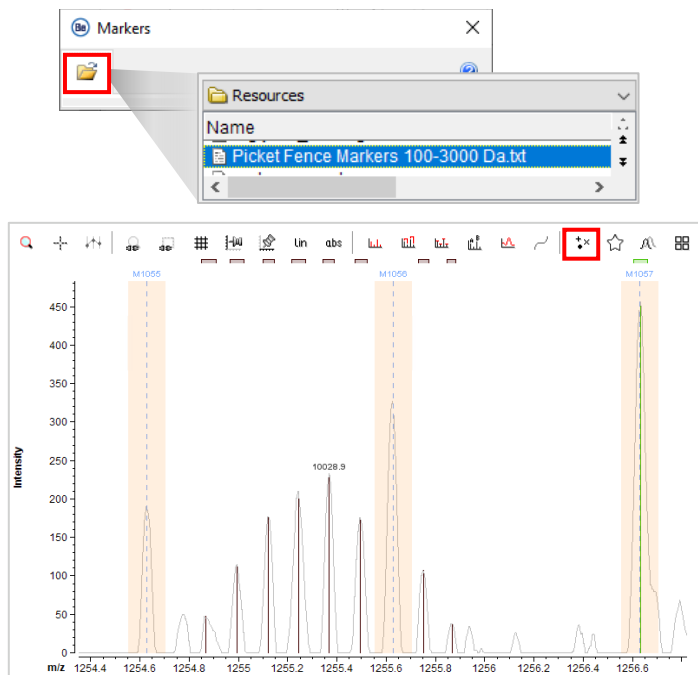 Be Markers
Resources
Name
Picket Fence Markers 100-3000 Da.txt
lin abs
M1055 M1056 M1057
450
400
350
300
250
200
150
100
50
0
Intensity
10028.9
m/z 1254.4 1254.6 1254.8 1255 1255.2 1255.4 1255.6 1255.8 1256 1256.2 1256.4 1256.6